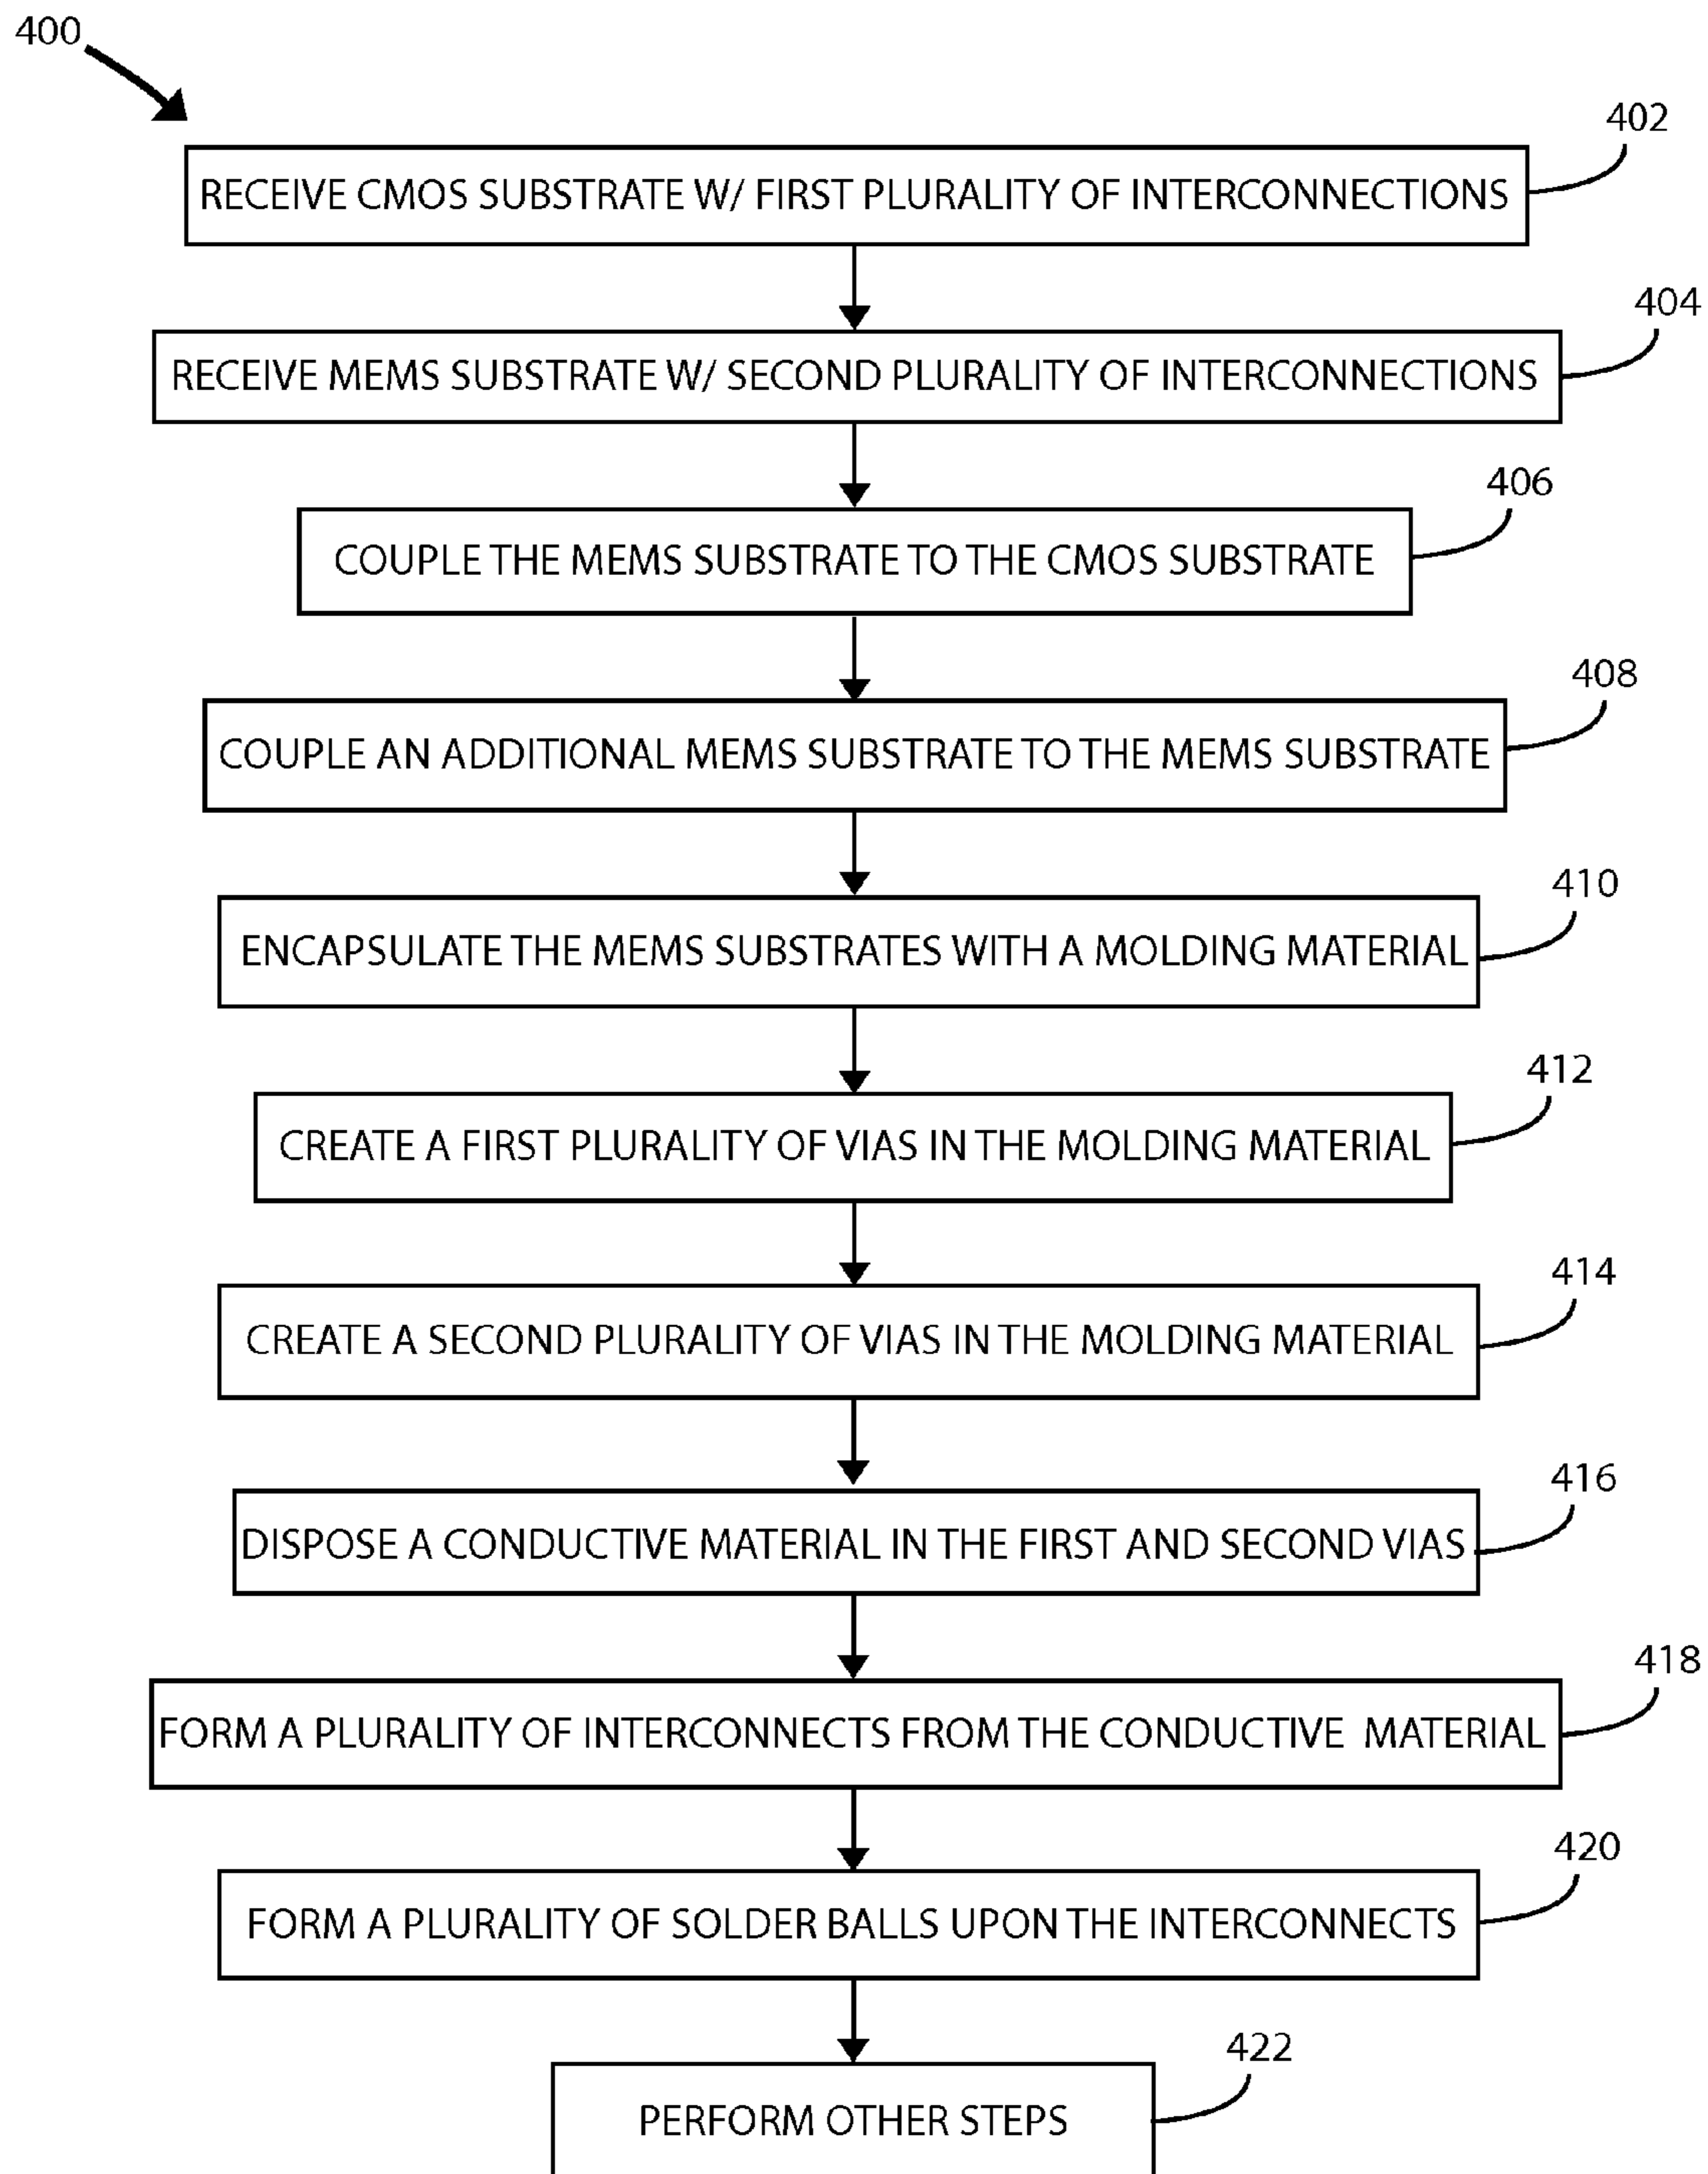 400
402
RECEIVE CMOS SUBSTRATE W/ FIRST PLURALITY OF INTERCONNECTIONS
404
RECEIVE MEMS SUBSTRATE W/ SECOND PLURALITY OF INTERCONNECTIONS
406
COUPLE THE MEMS SUBSTRATE TO THE CMOS SUBSTRATE
408
COUPLE AN ADDITIONAL MEMS SUBSTRATE TO THE MEMS SUBSTRATE
410
ENCAPSULATE THE MEMS SUBSTRATES WITH A MOLDING MATERIAL
412
CREATE A FIRST PLURALITY OF VIAS IN THE MOLDING MATERIAL
414
CREATE A SECOND PLURALITY OF VIAS IN THE MOLDING MATERIAL
416
DISPOSE A CONDUCTIVE MATERIAL IN THE FIRST AND SECOND VIAS
418
FORM A PLURALITY OF INTERCONNECTS FROM THE CONDUCTIVE MATERIAL
420
FORM A PLURALITY OF SOLDER BALLS UPON THE INTERCONNECTS
422
PERFORM OTHER STEPS